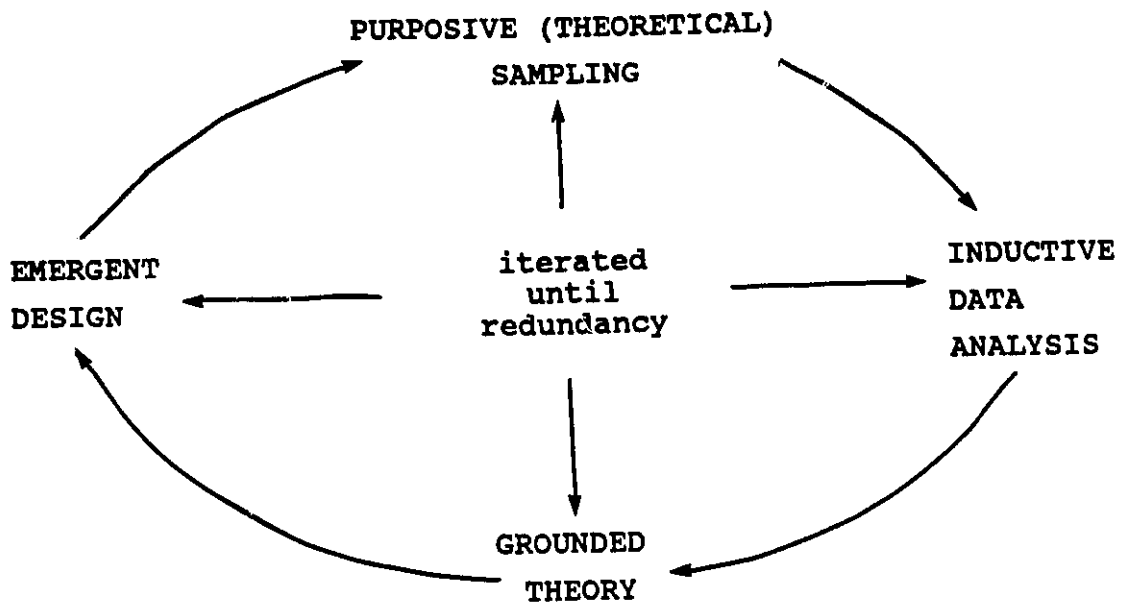 PURPOSIVE (THEORETICAL)
SAMPLING
EMERGENT
DESIGN
iterated
until
redundancy
INDUCTIVE
DATA
ANALYSIS
GROUNDED
THEORY